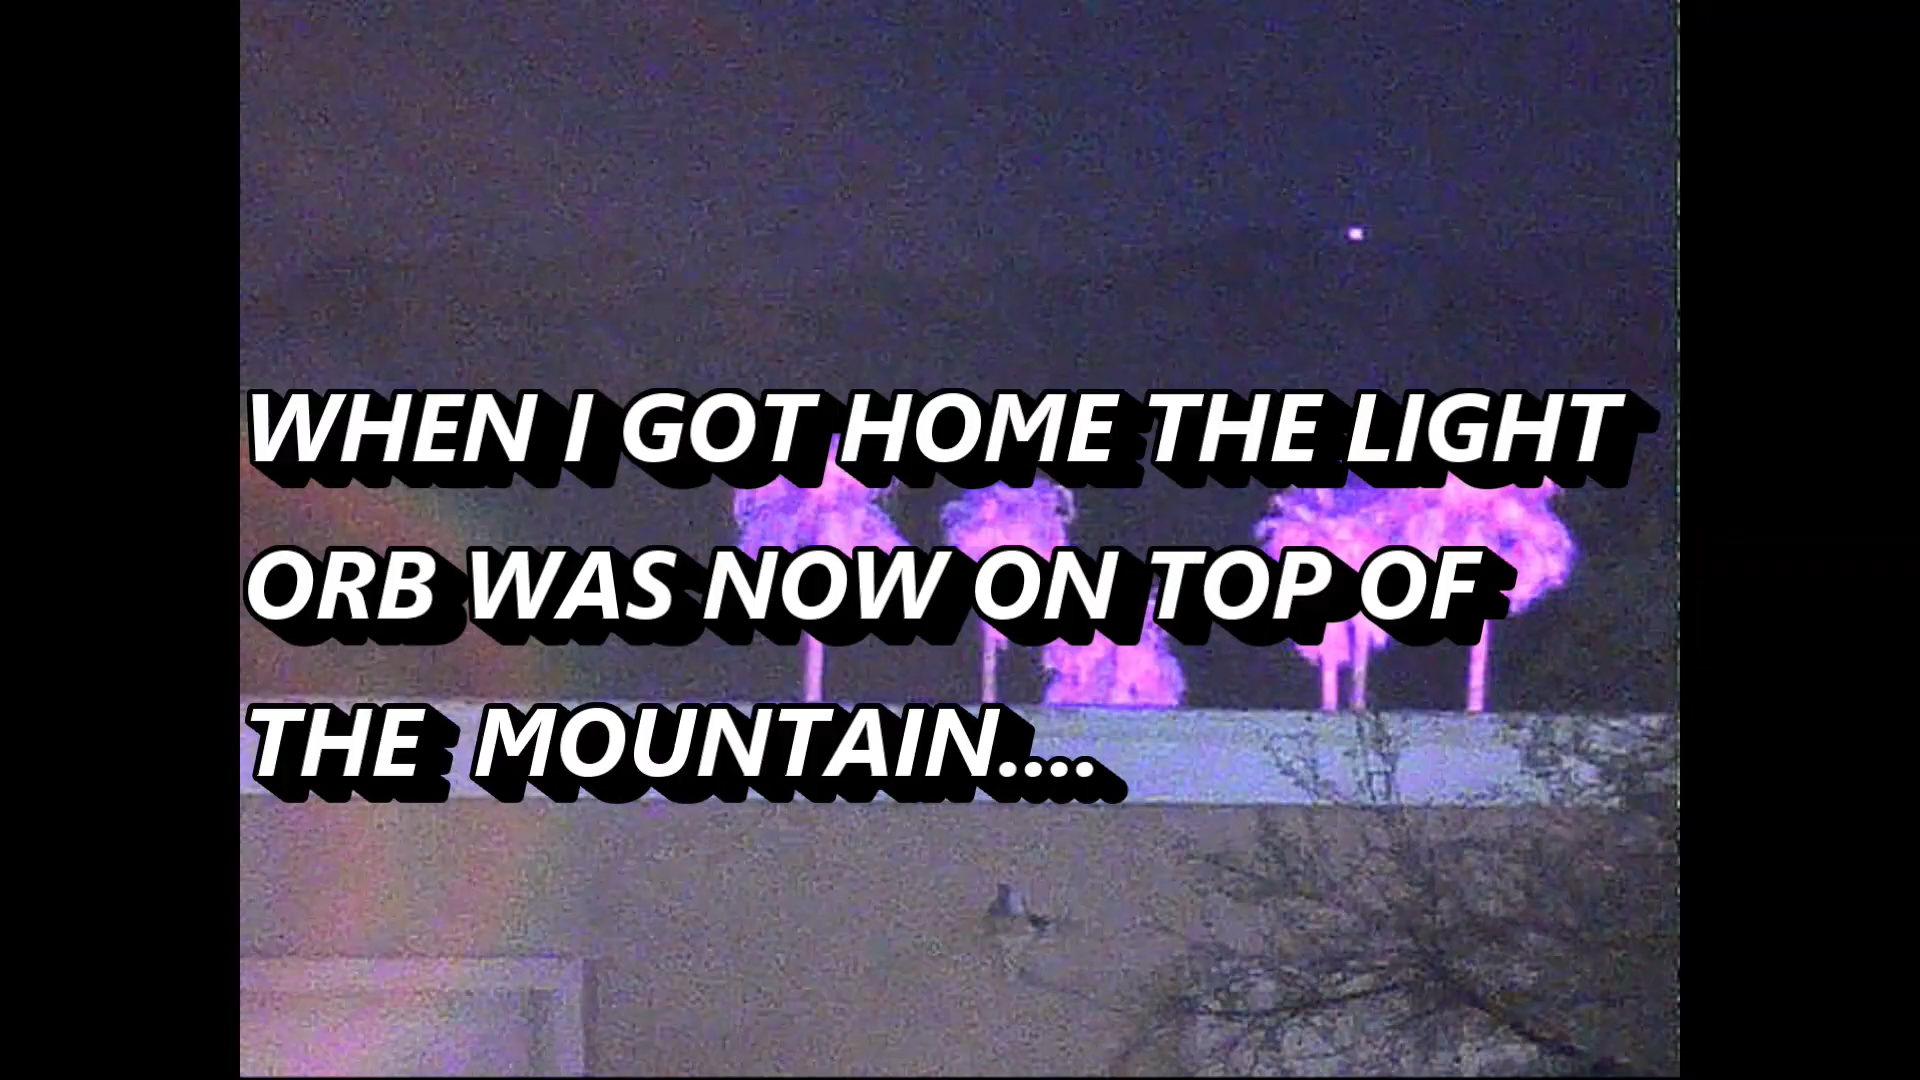 WHEN I GOT HOME THE LIGHT
ORB WAS NOW ON TOP OF
THE  MOUNTAIN....